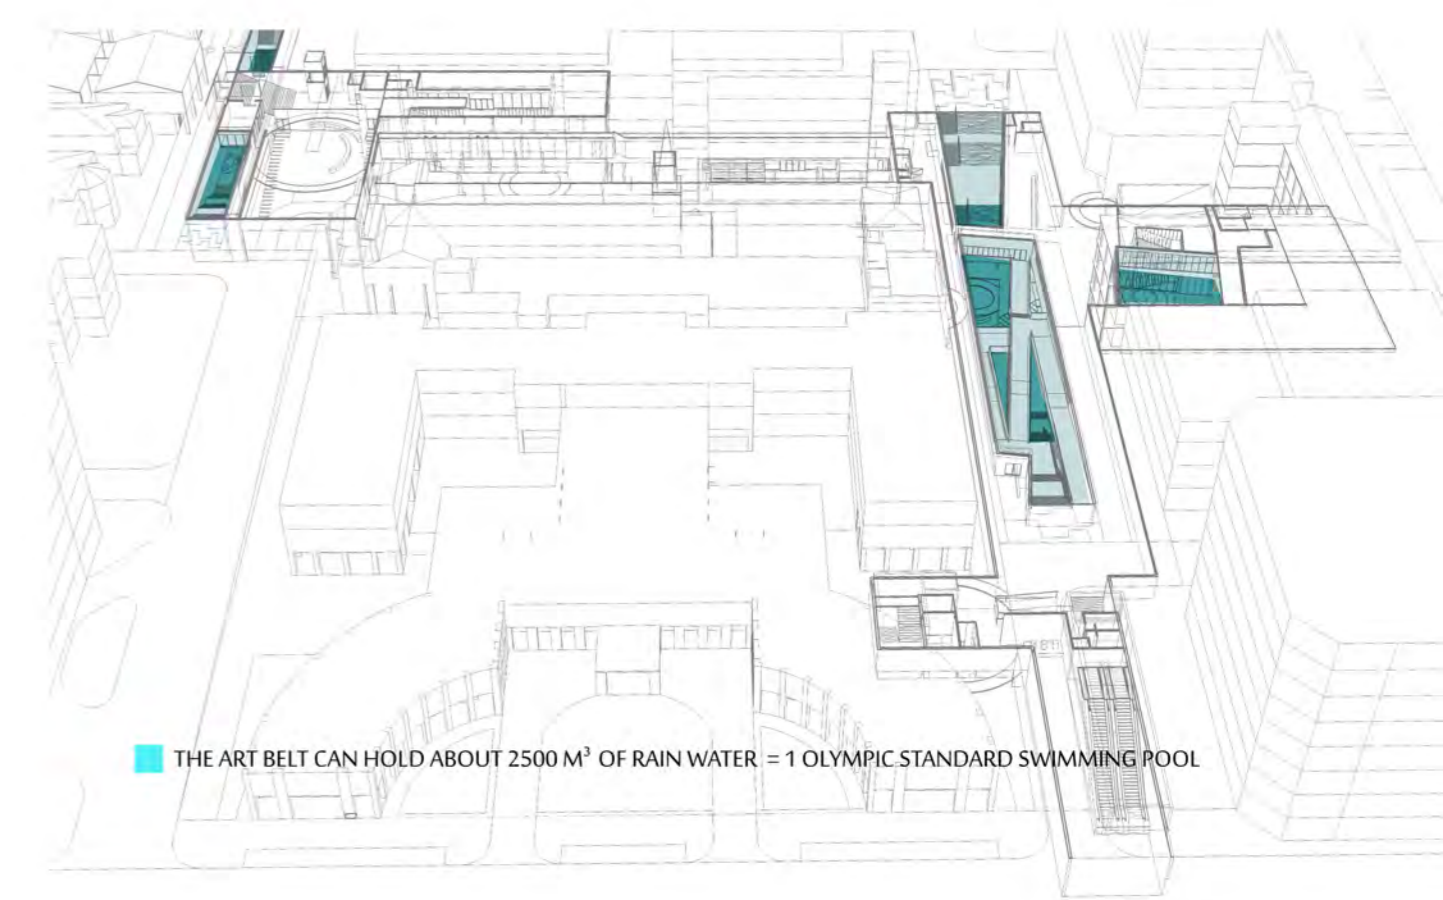 THE ART BELT CAN HOLD ABOUT 2500 M³ OF RAIN WATER = 1 OLYMPIC STANDARD SWIMMING POOL